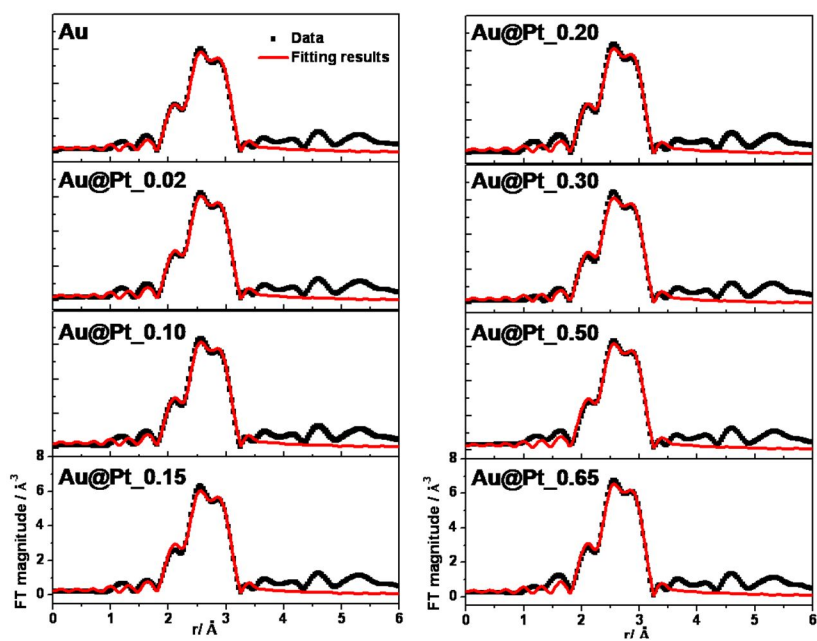 Au
Data
Fitting results
Au@Pt_0.02
Au@Pt_0.10
Au@Pt_0.15
8
6
4
2
0
FT magnitude / Å⁻³
0 1 2 3 4 5 6
r/ Å
Au@Pt_0.20
Au@Pt_0.30
Au@Pt_0.50
Au@Pt_0.65
8
6
4
2
0
FT magnitude / Å⁻³
0 1 2 3 4 5 6
r/ Å